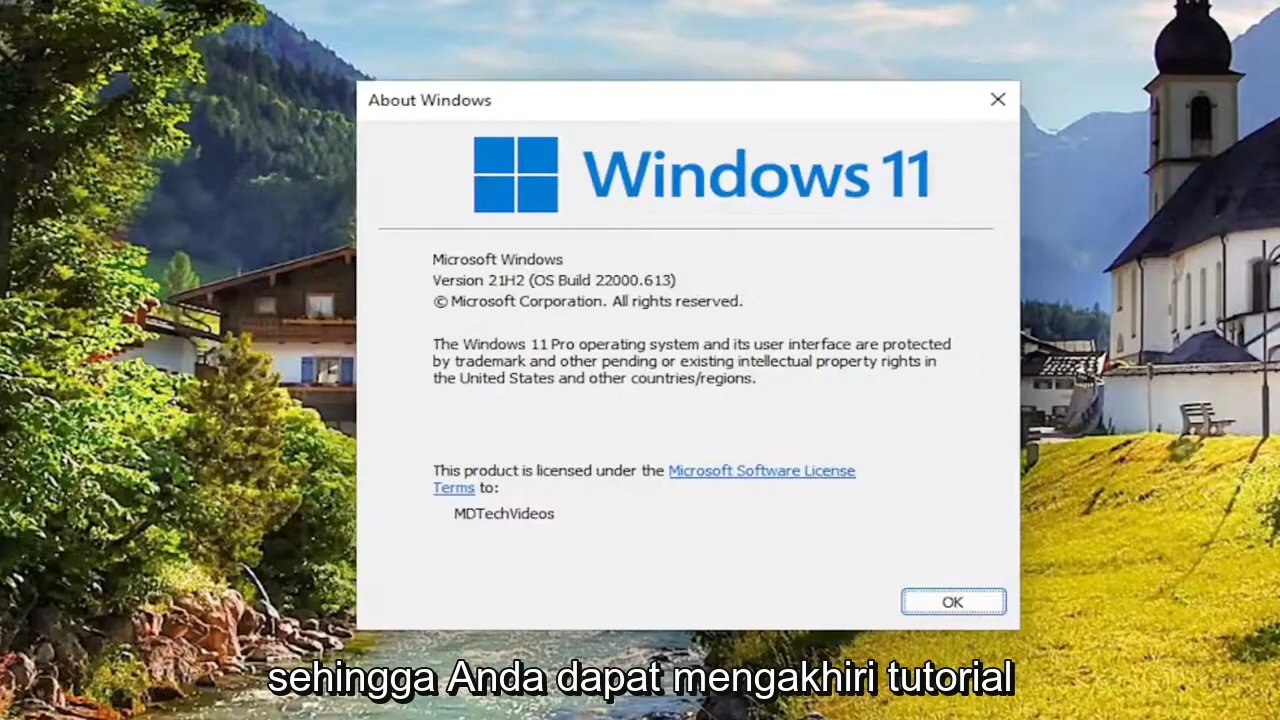 About Windows
Windows 11
Microsoft Windows
Version 21H2 (OS Build 22000.613)
© Microsoft Corporation. All rights reserved.
The Windows 11 Pro operating system and its user interface are protected
by trademark and other pending or existing intellectual property rights in
the United States and other countries/regions.
This product is licensed under the Microsoft Software License
Terms to:
MDTechVideos
OK
sehingga Anda dapat mengakhiri tutorial